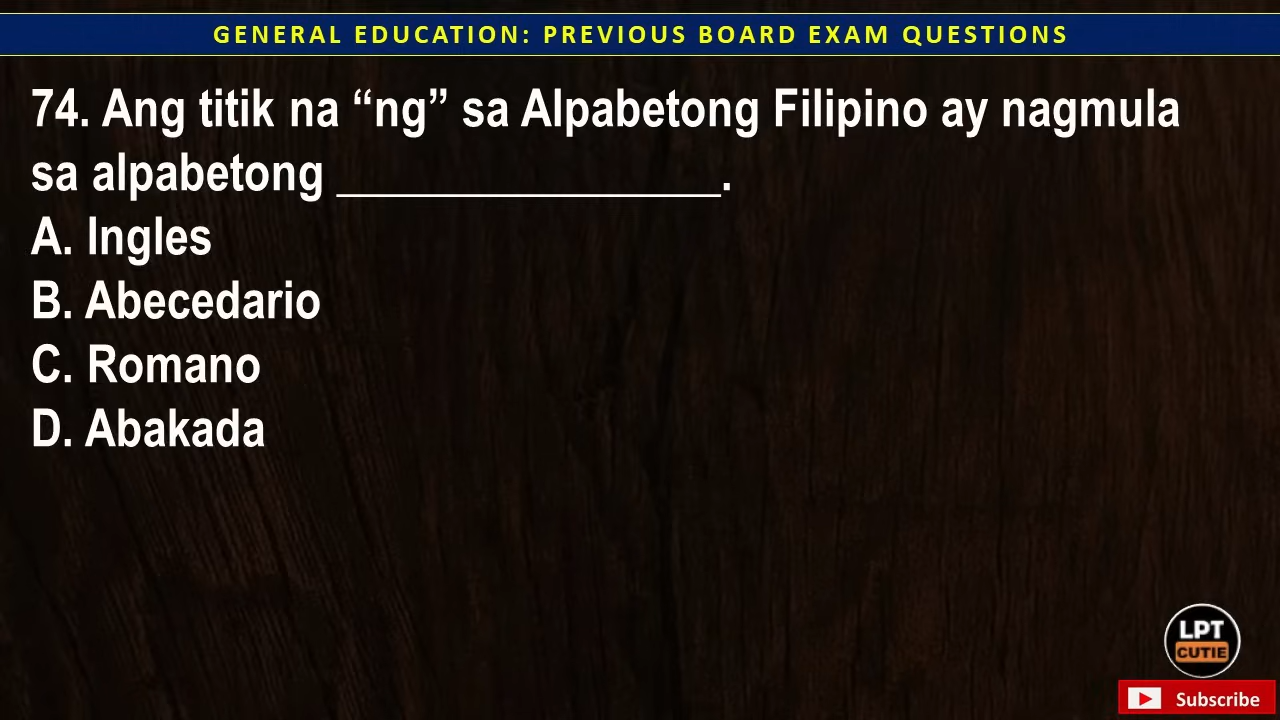 GENERAL EDUCATION: PREVIOUS BOARD EXAM QUESTIONS
74. Ang titik na “ng” sa Alpabetong Filipino ay nagmula
sa alpabetong _________________.
A. Ingles
B. Abecedario
C. Romano
D. Abakada
LPT
CUTIE
Subscribe